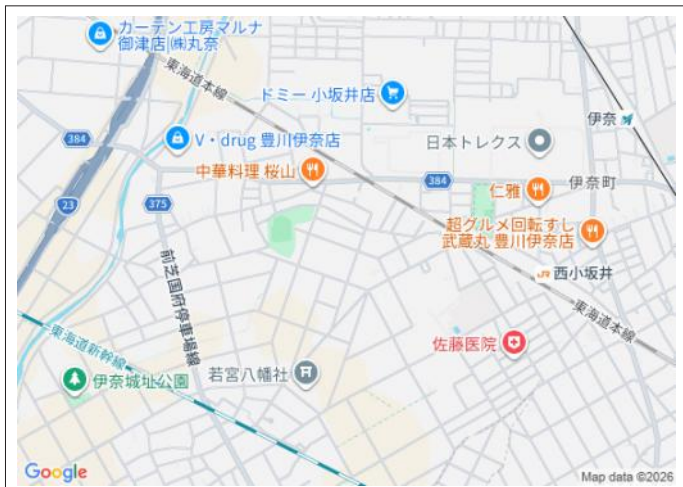 カーテン工房マルナ
御津店 ㈱丸奈
東海道本線
ドミー 小坂井店
伊奈
384
V・drug 豊川伊奈店
日本トレクス
中華料理 桜山
384
仁雅
伊奈町
23
375
超グルメ回転すし
武蔵丸 豊川伊奈店
前芝国府停車場線
JR 西小坂井
東海道本線
東海道新幹線
佐藤医院
伊奈城址公園
若宮八幡社
Google
Map data ©2026